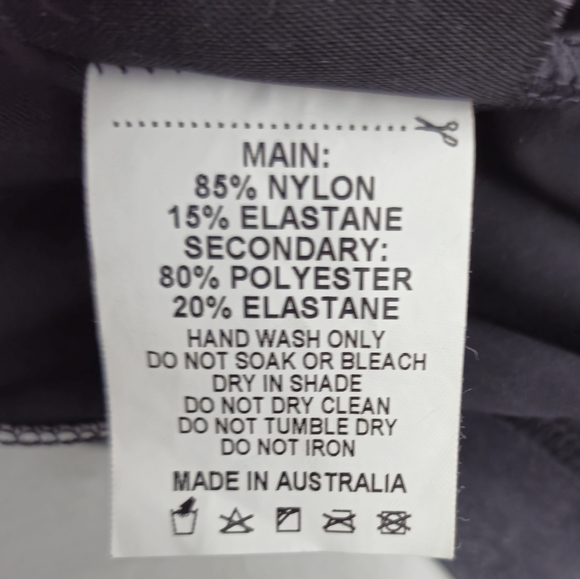 MAIN:
85% NYLON
15% ELASTANE
SECONDARY:
80% POLYESTER
20% ELASTANE
HAND WASH ONLY
DO NOT SOAK OR BLEACH
DRY IN SHADE
DO NOT DRY CLEAN
DO NOT TUMBLE DRY
DO NOT IRON
MADE IN AUSTRALIA